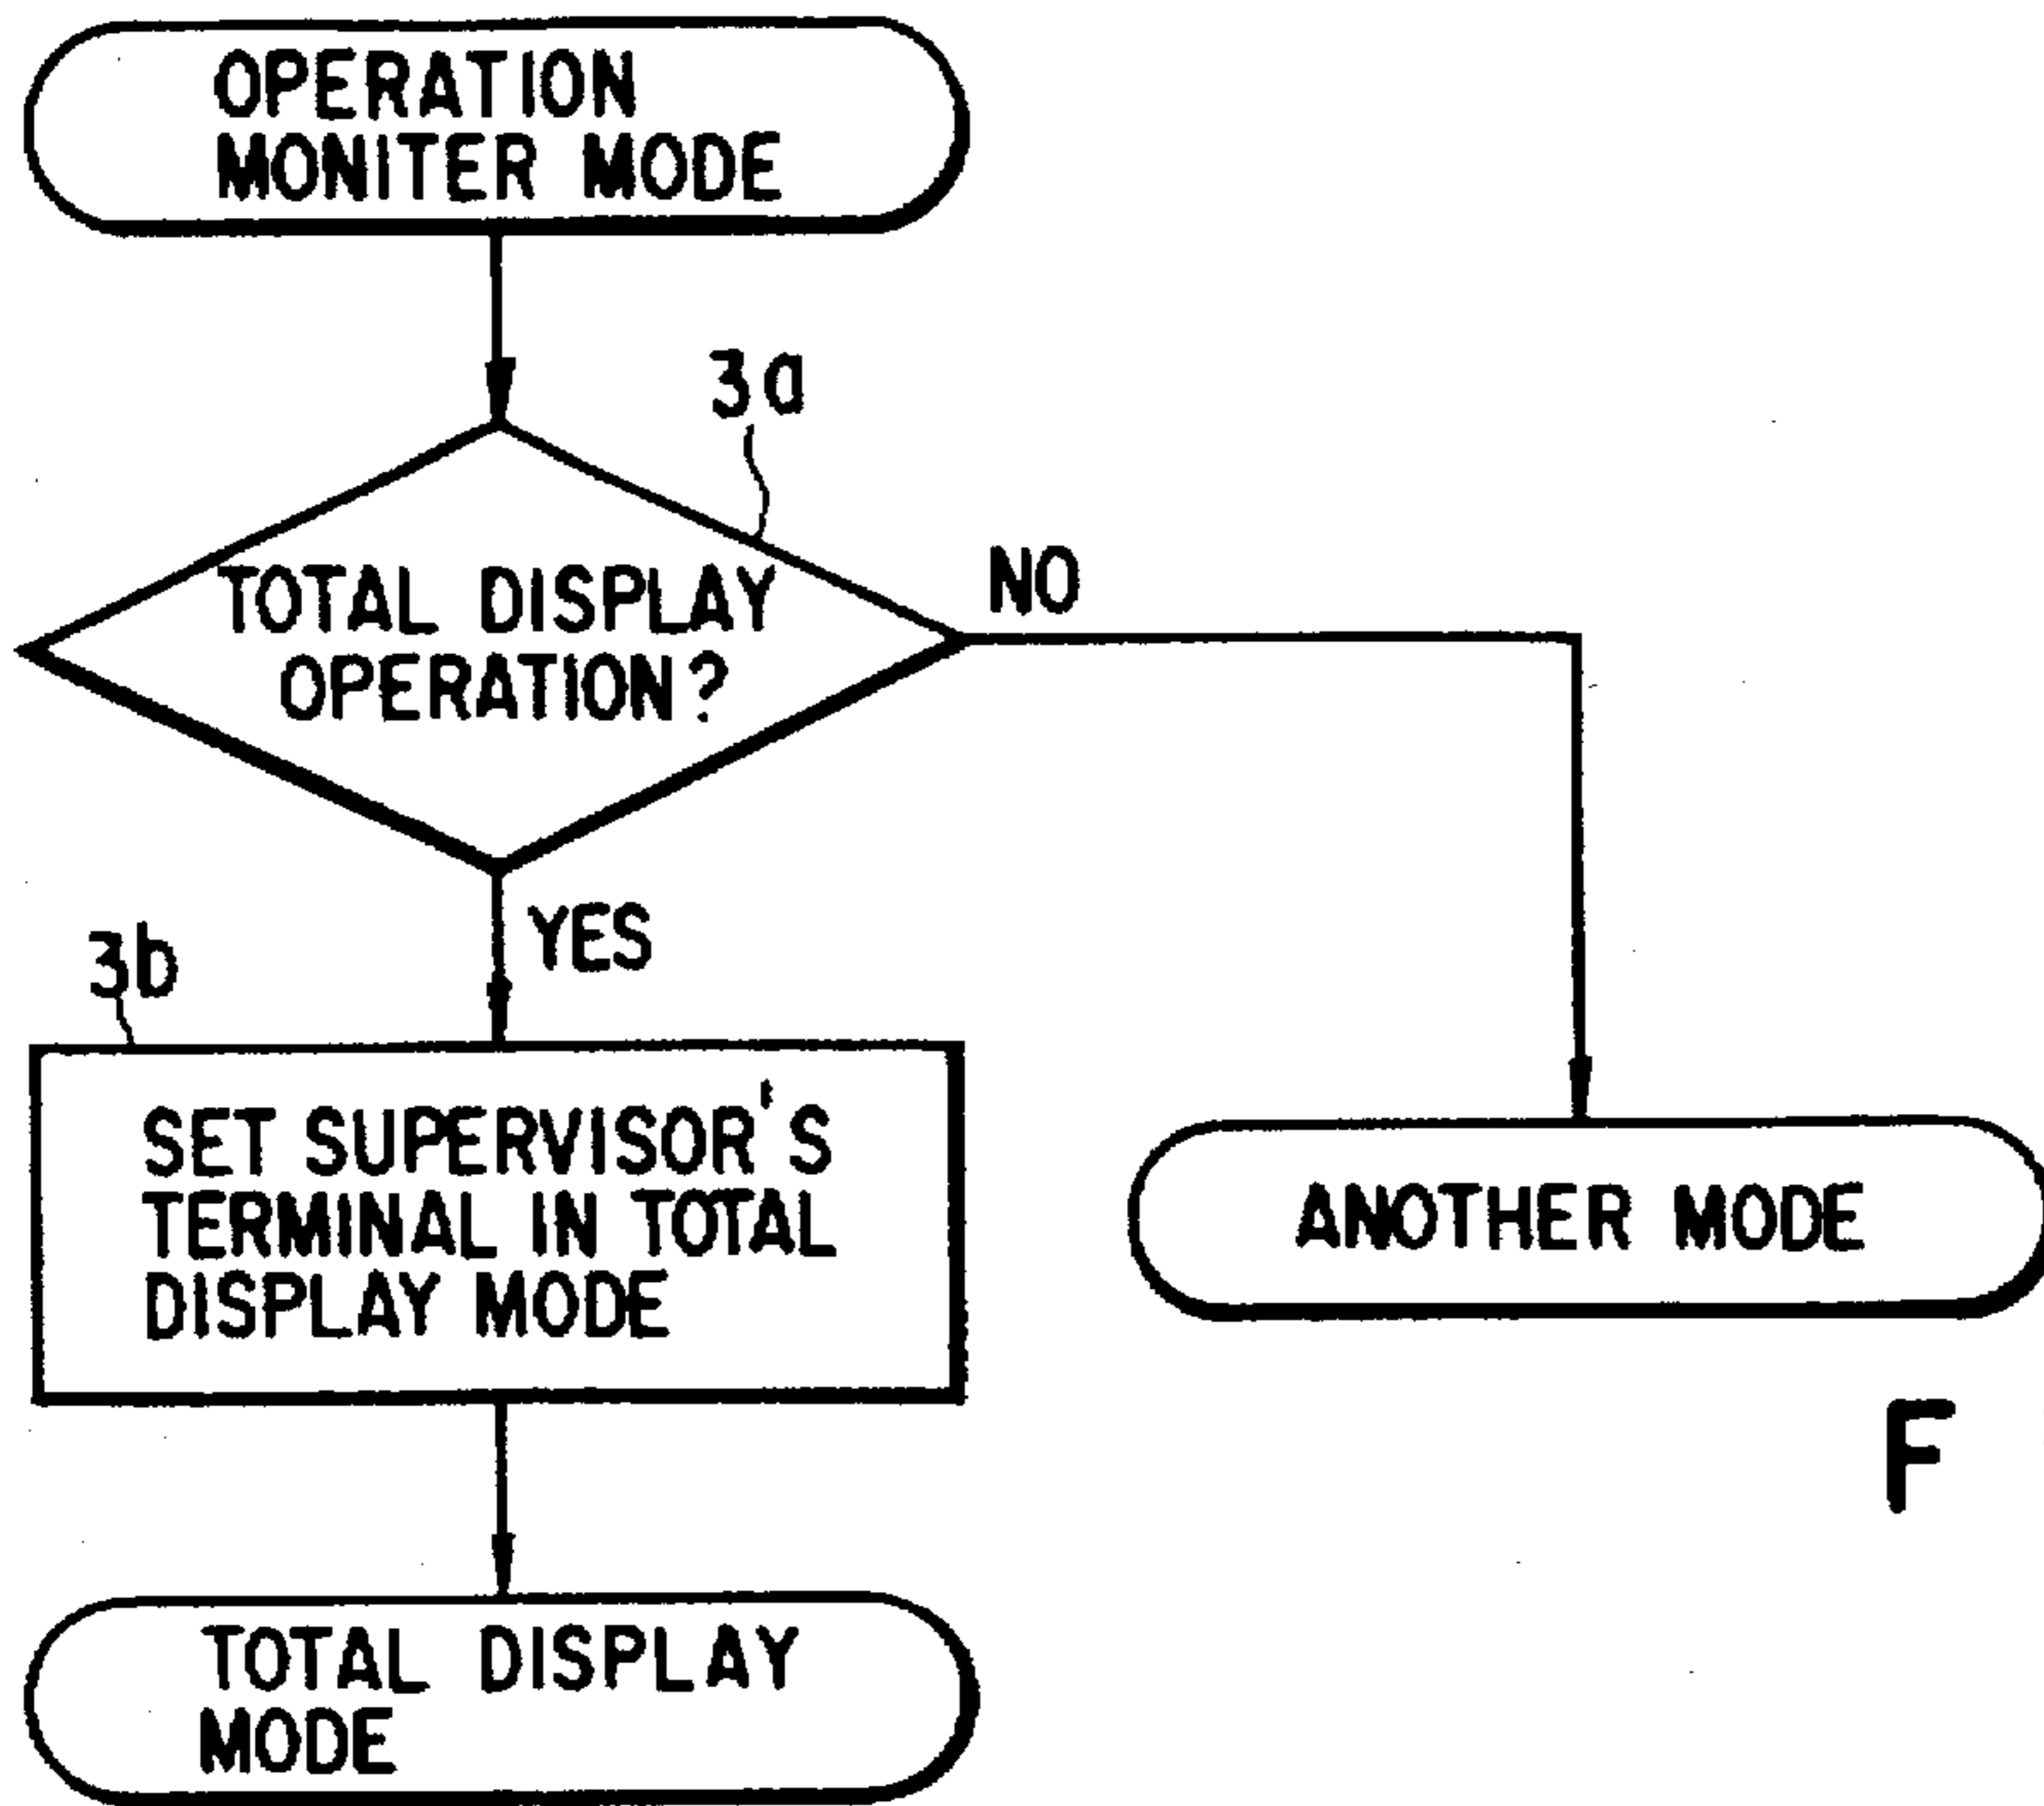 OPERATION
MONITER MODE
3a
TOTAL DISPLAY
OPERATION?
NO
YES
3b
SET SUPERVISOR'S
TERMINAL IN TOTAL
DISPLAY MODE
ANOTHER MODE
F
TOTAL DISPLAY
MODE